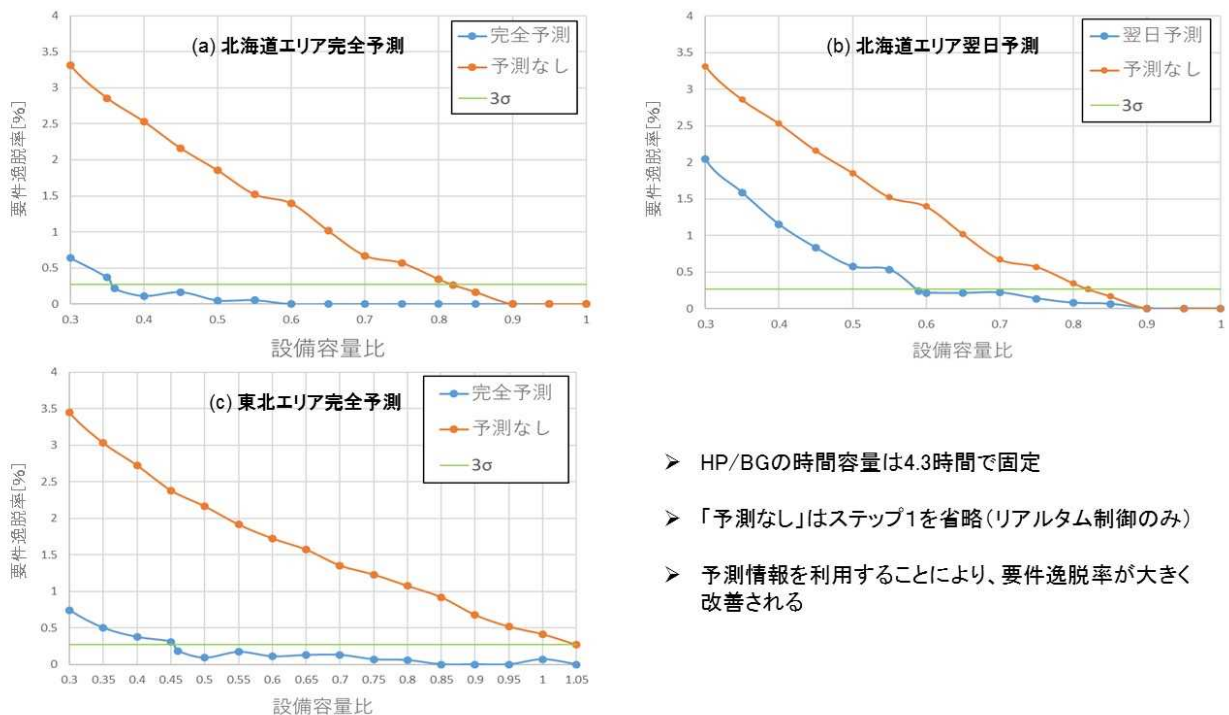 (a) 北海道エリア完全予測
完全予測
予測なし
3σ
要件逸脱率[%]
4
3.5
3
2.5
2
1.5
1
0.5
0
0.3 0.4 0.5 0.6 0.7 0.8 0.9 1
設備容量比
(b) 北海道エリア翌日予測
翌日予測
予測なし
3σ
要件逸脱率[%]
4
3.5
3
2.5
2
1.5
1
0.5
0
0.3 0.4 0.5 0.6 0.7 0.8 0.9 1
設備容量比
(c) 東北エリア完全予測
完全予測
予測なし
3σ
要件逸脱率[%]
4
3.5
3
2.5
2
1.5
1
0.5
0
0.3 0.35 0.4 0.45 0.5 0.55 0.6 0.65 0.7 0.75 0.8 0.85 0.9 0.95 1 1.05
設備容量比
➢ HP/BGの時間容量は4.3時間で固定
➢ 「予測なし」はステップ1を省略(リアルタム制御のみ)
➢ 予測情報を利用することにより、要件逸脱率が大きく
改善される